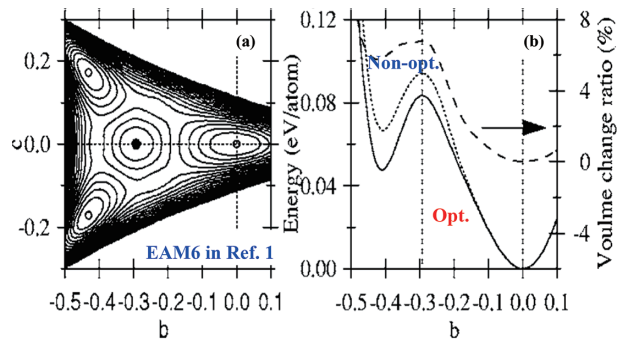 (a)
0.2
0.0
-0.2
c
EAM6 in Ref. 1
-0.5 -0.4 -0.3 -0.2 -0.1 0.0 0.1
b
(b)
0.12
0.08
0.04
0.00
Energy (eV/atom)
Non-opt.
Opt.
8
4
0
-4
Voulme change ratio (%)
-0.5 -0.4 -0.3 -0.2 -0.1 0.0 0.1
b